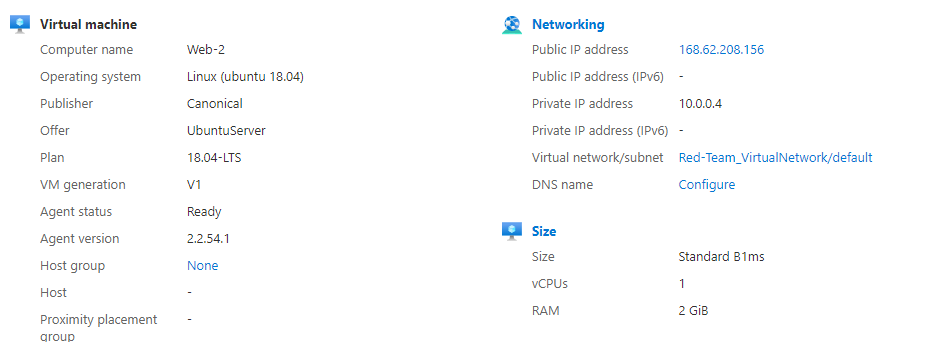 Virtual machine
Computer name Web-2
Operating system Linux (ubuntu 18.04)
Publisher Canonical
Offer UbuntuServer
Plan 18.04-LTS
VM generation V1
Agent status Ready
Agent version 2.2.54.1
Host group None
Host -
Proximity placement -
group
Networking
Public IP address 168.62.208.156
Public IP address (IPv6) -
Private IP address 10.0.0.4
Private IP address (IPv6) -
Virtual network/subnet Red-Team_VirtualNetwork/default
DNS name Configure
Size
Size Standard B1ms
vCPUs 1
RAM 2 GiB